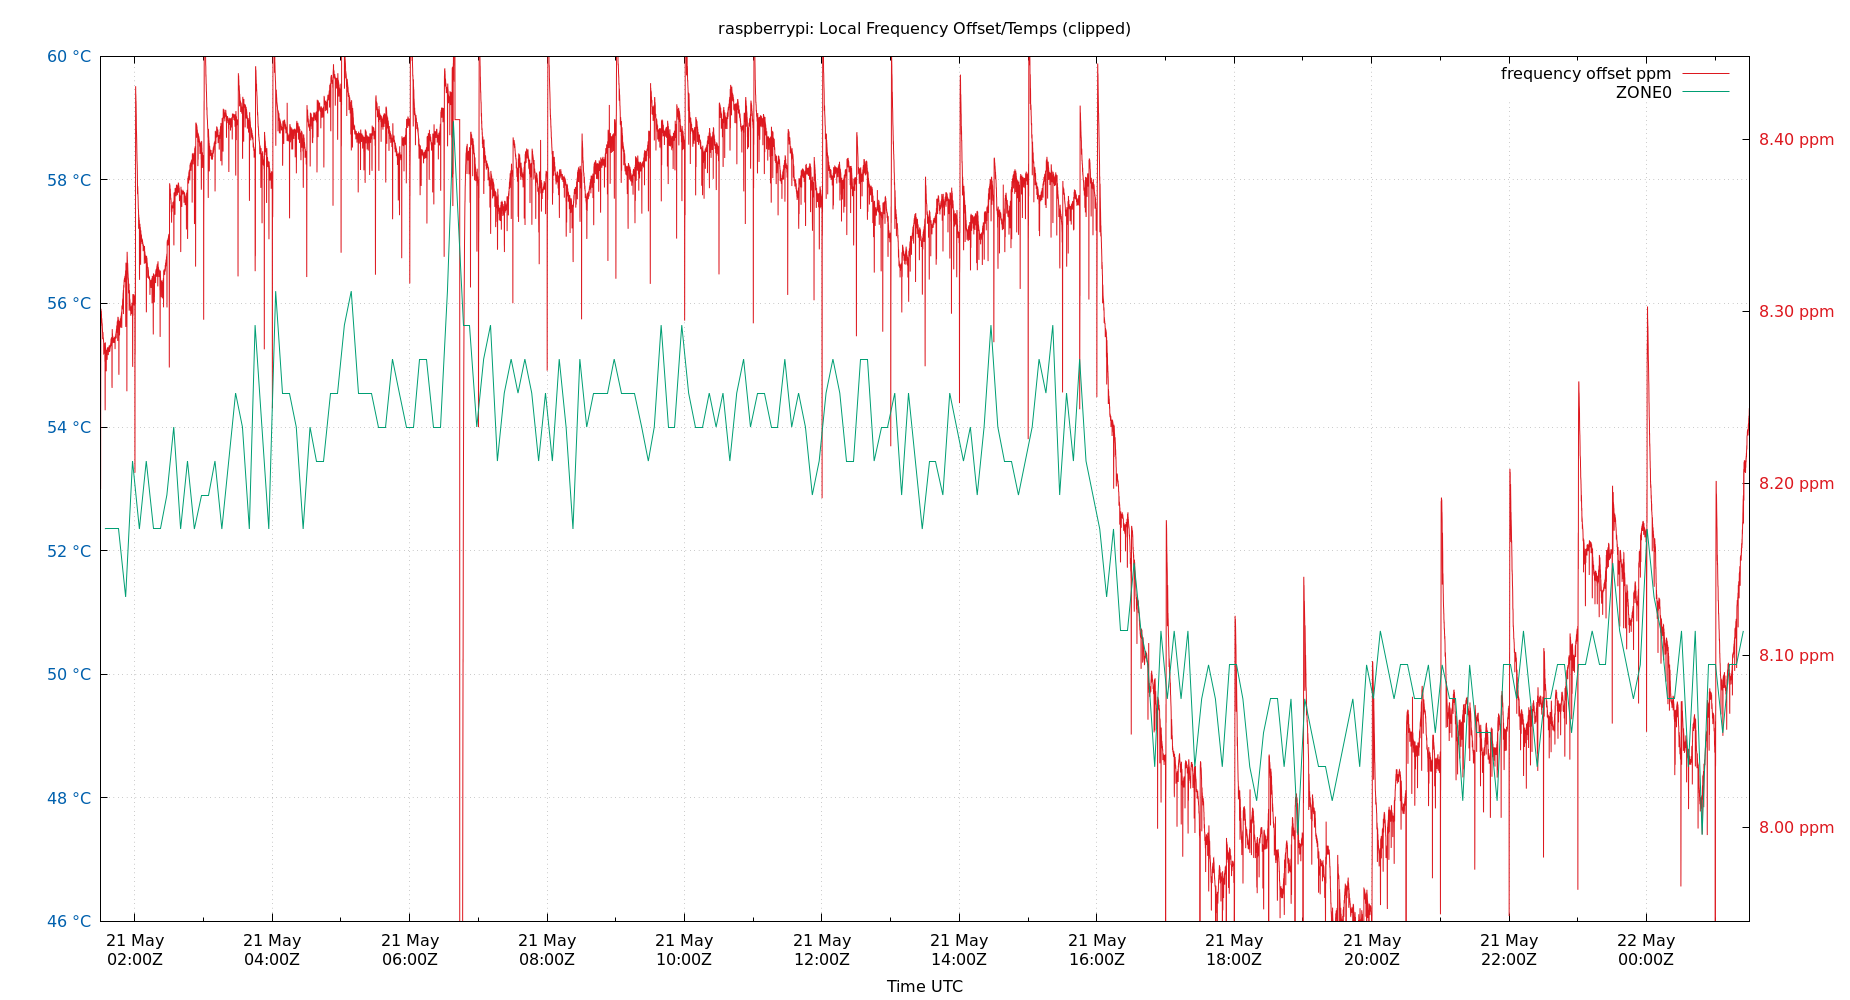 raspberrypi: Local Frequency Offset/Temps (clipped)
frequency offset ppm
ZONE0
60 °C
58 °C
56 °C
54 °C
52 °C
50 °C
48 °C
46 °C
8.40 ppm
8.30 ppm
8.20 ppm
8.10 ppm
8.00 ppm
21 May 21 May 21 May 21 May 21 May 21 May 21 May 21 May 21 May 21 May 21 May 22 May
02:00Z 04:00Z 06:00Z 08:00Z 10:00Z 12:00Z 14:00Z 16:00Z 18:00Z 20:00Z 22:00Z 00:00Z
Time UTC